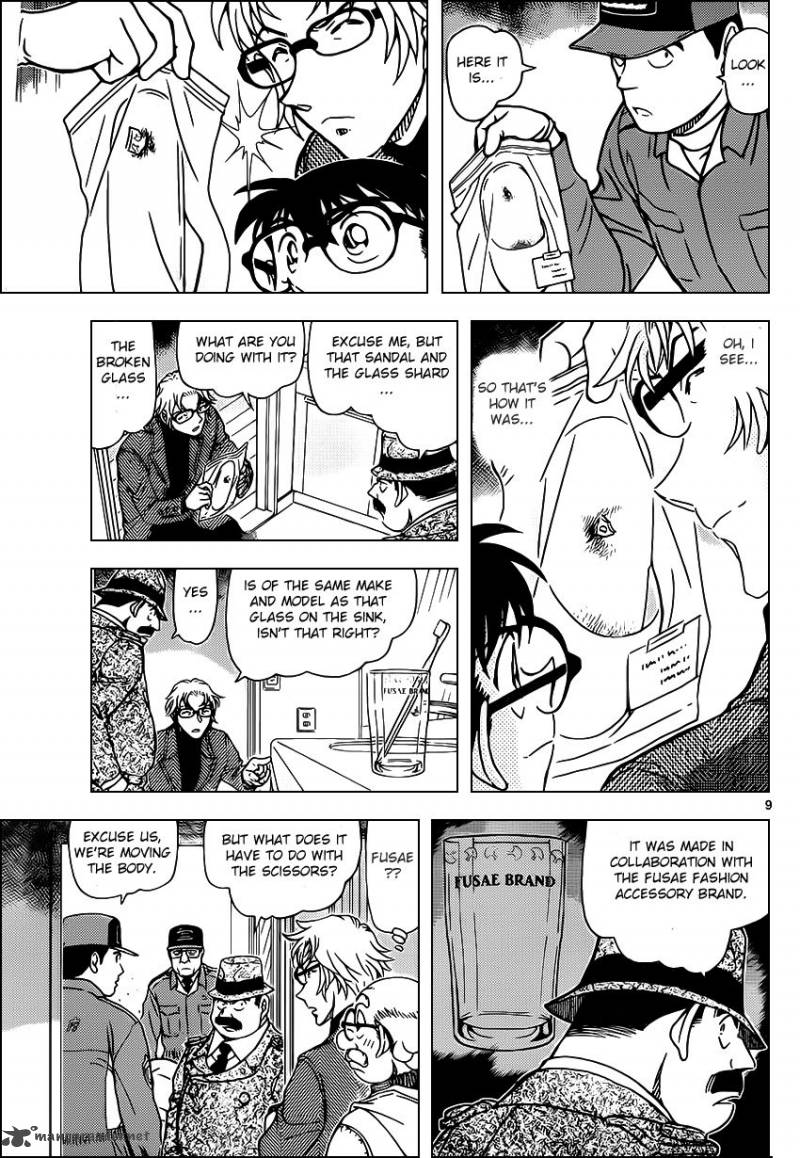 LOOK
...
HERE IT
IS...
OH, I
SEE...
SO THAT'S
HOW IT
WAS...
EXCUSE ME, BUT
THAT SANDAL AND
THE GLASS SHARD
...
WHAT ARE YOU
DOING WITH IT?
THE
BROKEN
GLASS
...
IS OF THE SAME MAKE
AND MODEL AS THAT
GLASS ON THE SINK,
ISN'T THAT RIGHT?
YES
...
FUSAE BRAND
9
IT WAS MADE IN
COLLABORATION WITH
THE FUSAE FASHION
ACCESSORY BRAND.
FUSAE BRAND
FUSAE
??
BUT WHAT DOES IT
HAVE TO DO WITH
THE SCISSORS?
EXCUSE US,
WE'RE MOVING
THE BODY.